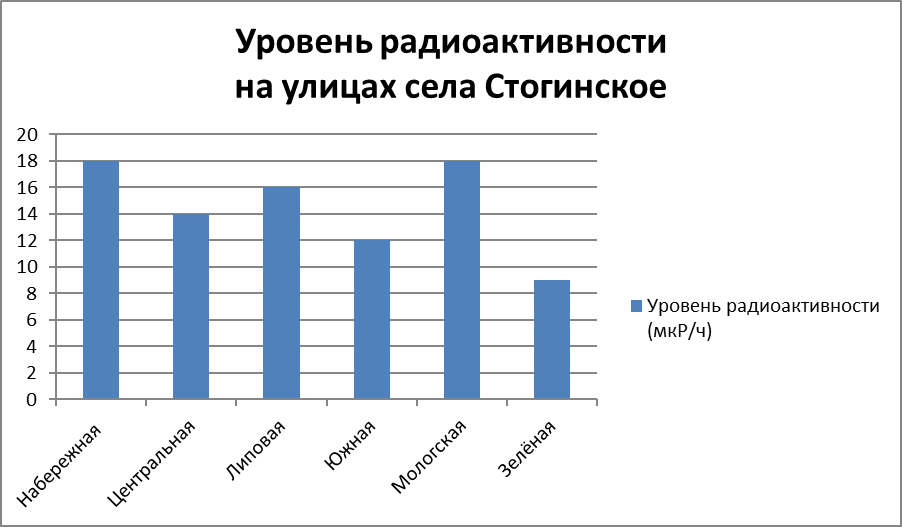 Уровень радиоактивности
на улицах села Стогинское
20
18
16
14
12
10
8
6
4
2
0
Набережная
Центральная
Липовая
Южная
Мологская
Зелёная
Уровень радиоактивности
(мкР/ч)